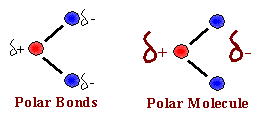 δ-
δ+
δ-
Polar Bonds
δ+ δ-
Polar Molecule